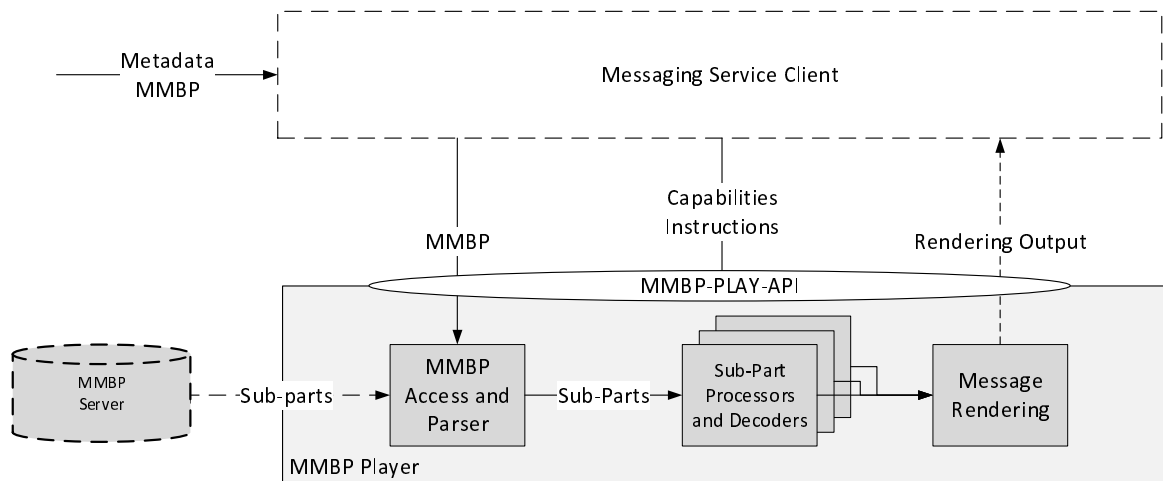 Metadata
MMBP
Messaging Service Client
MMBP
Capabilities
Instructions
Rendering Output
MMBP-PLAY-API
MMBP
Server
Sub-parts
MMBP
Access and
Parser
Sub-Parts
Sub-Part
Processors
and Decoders
Message
Rendering
MMBP Player